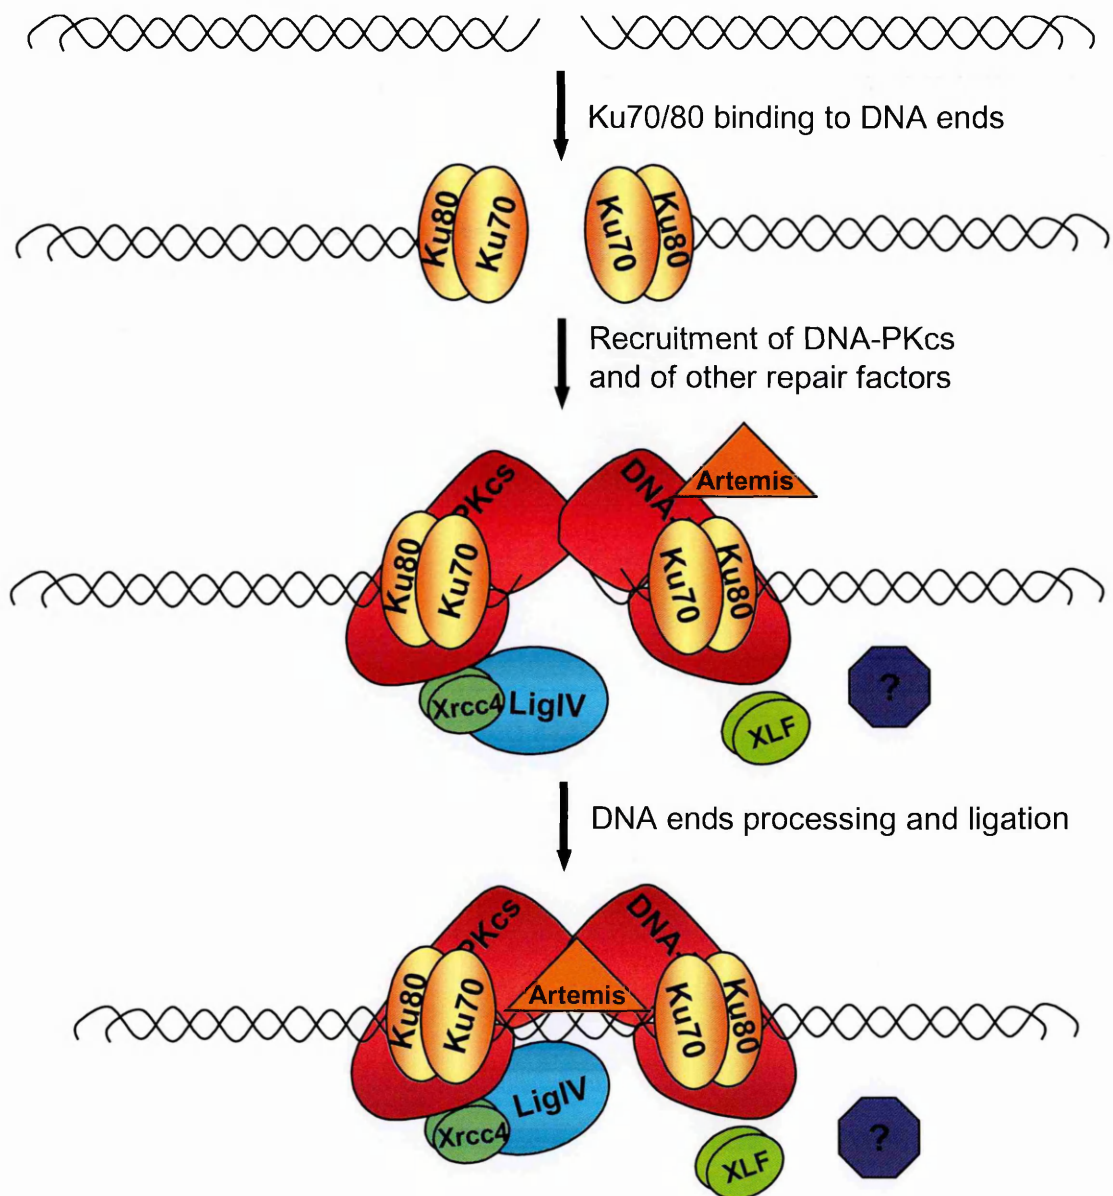 Ku70/80 binding to DNA ends
Ku80
Ku70
Ku70
Ku80
Recruitment of DNA-PKcs
and of other repair factors
PKcs
DNA-
Artemis
Ku80
Ku70
Ku70
Ku80
Xrcc4
LigIV
XLF
?
DNA ends processing and ligation
PKcs
DNA-
Artemis
Ku80
Ku70
Ku70
Ku80
LigIV
Xrcc4
XLF
?